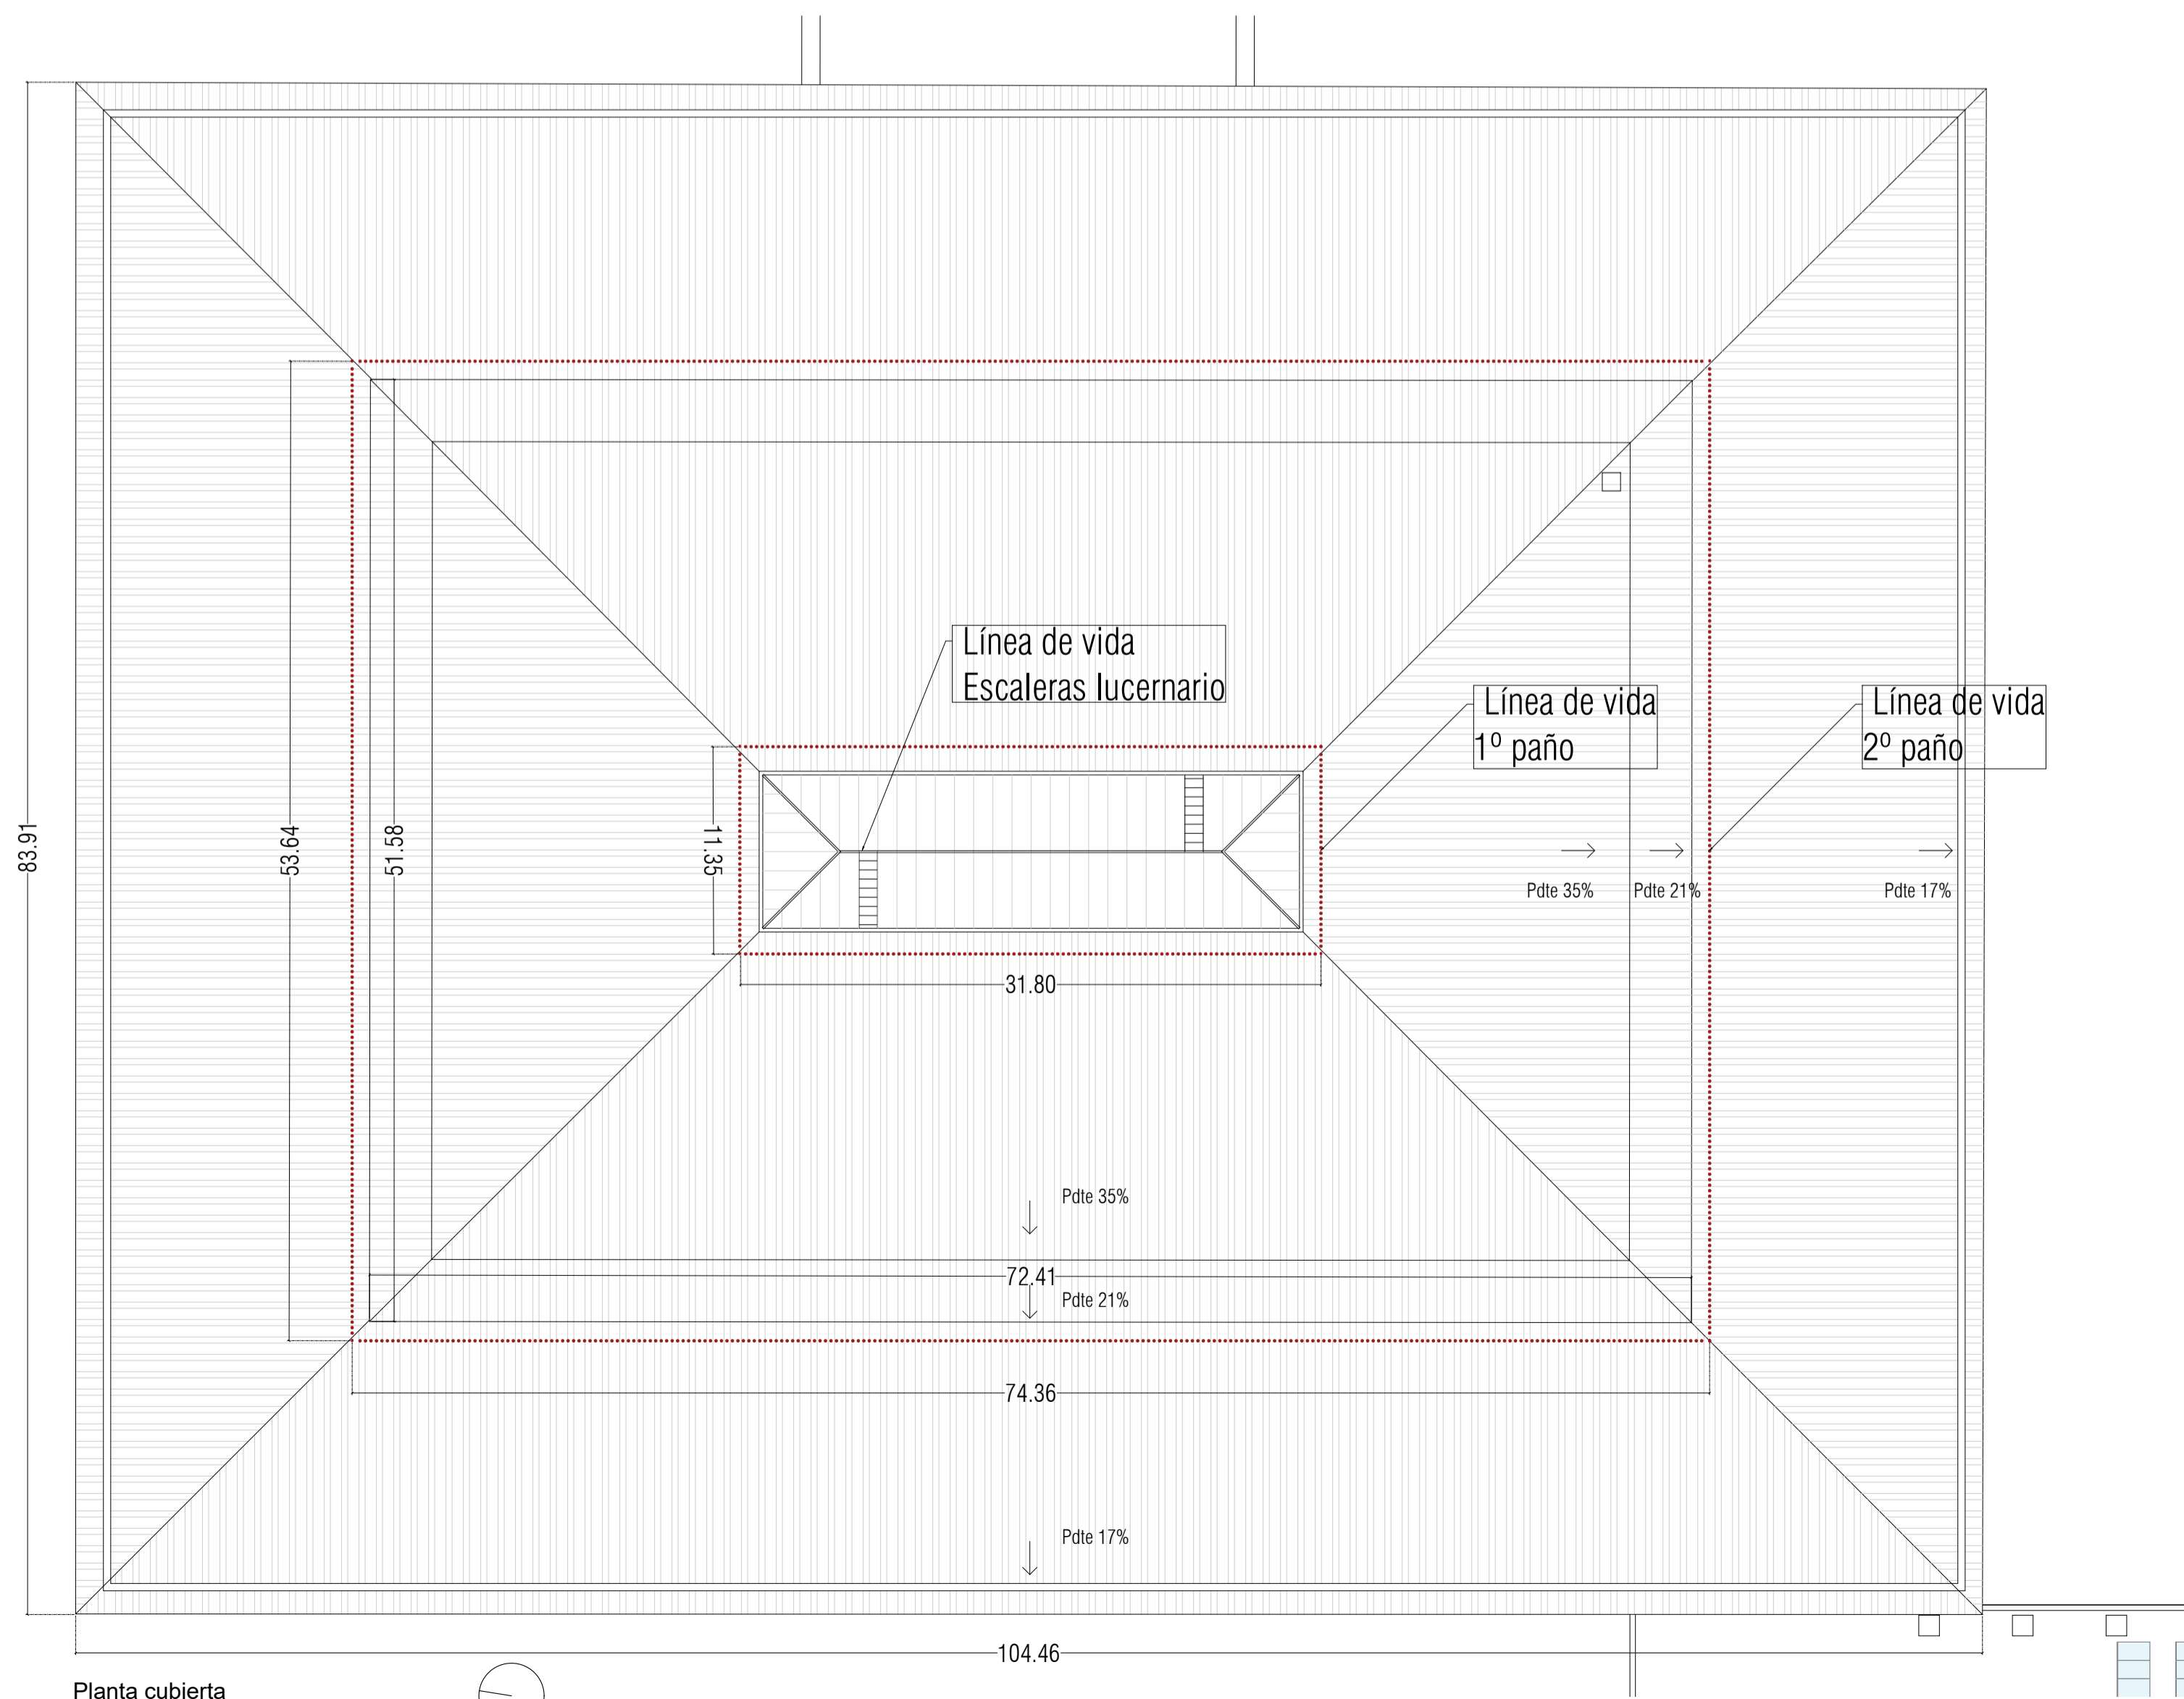 Línea de vida
Escaleras lucernario
Línea de vida
1º paño
Línea de vida
2º paño
83.91
53.64
51.58
11.35
Pdte 35%
Pdte 21%
Pdte 17%
31.80
Pdte 35%
72.41
Pdte 21%
74.36
Pdte 17%
104.46
Planta cubierta